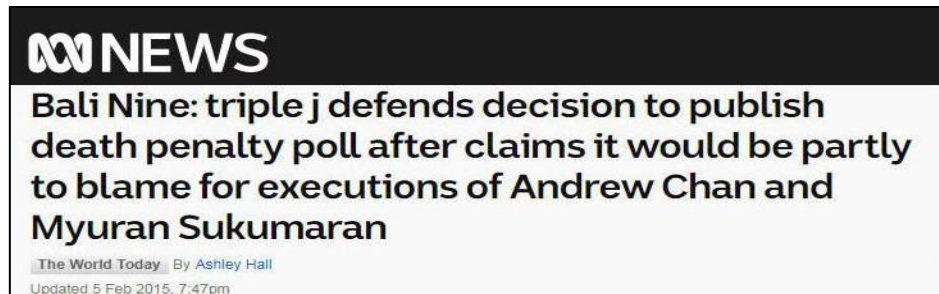 ABC NEWS
Bali Nine: triple j defends decision to publish
death penalty poll after claims it would be partly
to blame for executions of Andrew Chan and
Myuran Sukumaran
The World Today By Ashley Hall
Updated 5 Feb 2015, 7:47pm